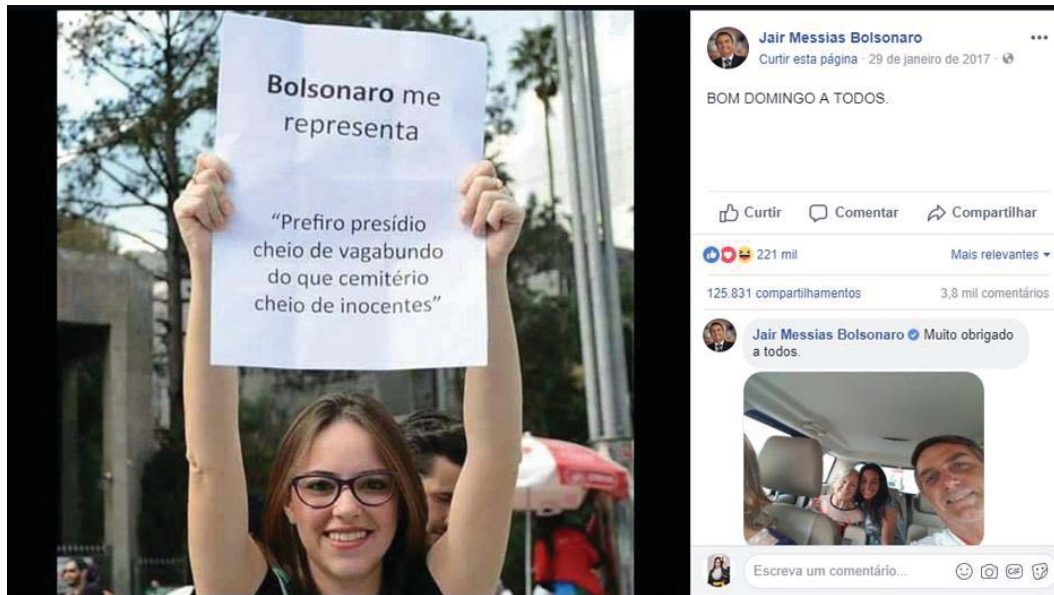 Bolsonaro me
representa
“Prefiro presídio
cheio de vagabundo
do que cemitério
cheio de inocentes”
Jair Messias Bolsonaro
Curtir esta página · 29 de janeiro de 2017 ·
BOM DOMINGO A TODOS.
Curtir Comentar Compartilhar
221 mil Mais relevantes
125.831 compartilhamentos 3,8 mil comentários
Jair Messias Bolsonaro Muito obrigado
a todos.
Escreva um comentário... GIF